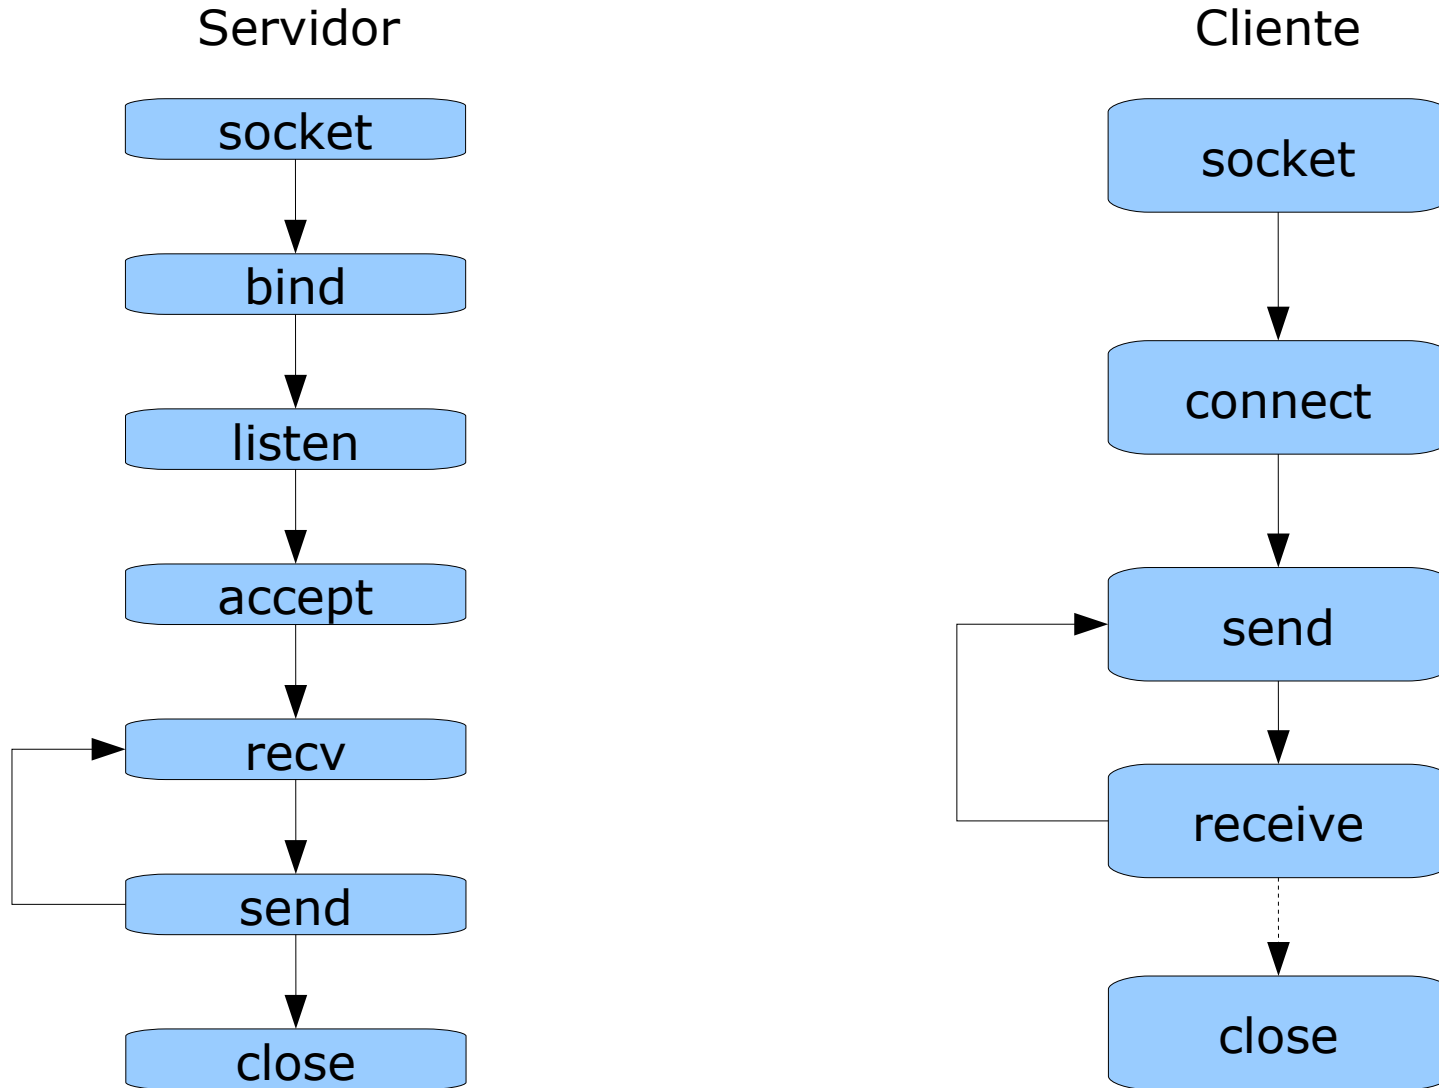 Servidor
socket
bind
listen
accept
recv
send
close
Cliente
socket
connect
send
receive
close